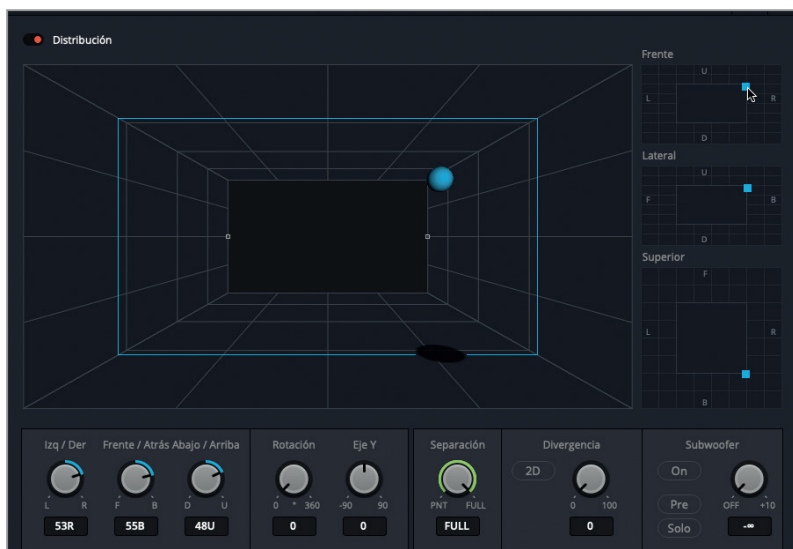 Distribución
Frente
U
L
R
D
Lateral
U
F
B
D
Superior
F
L
R
B
Izq / Der
Frente / Atrás
Abajo / Arriba
Rotación
Eje Y
Separación
Divergencia
Subwoofer
2D
On
Pre
Solo
L R
F B
D U
0 * 360
-90 90
PNT FULL
0 100
OFF +10
53R
55B
48U
0
0
FULL
0
-∞